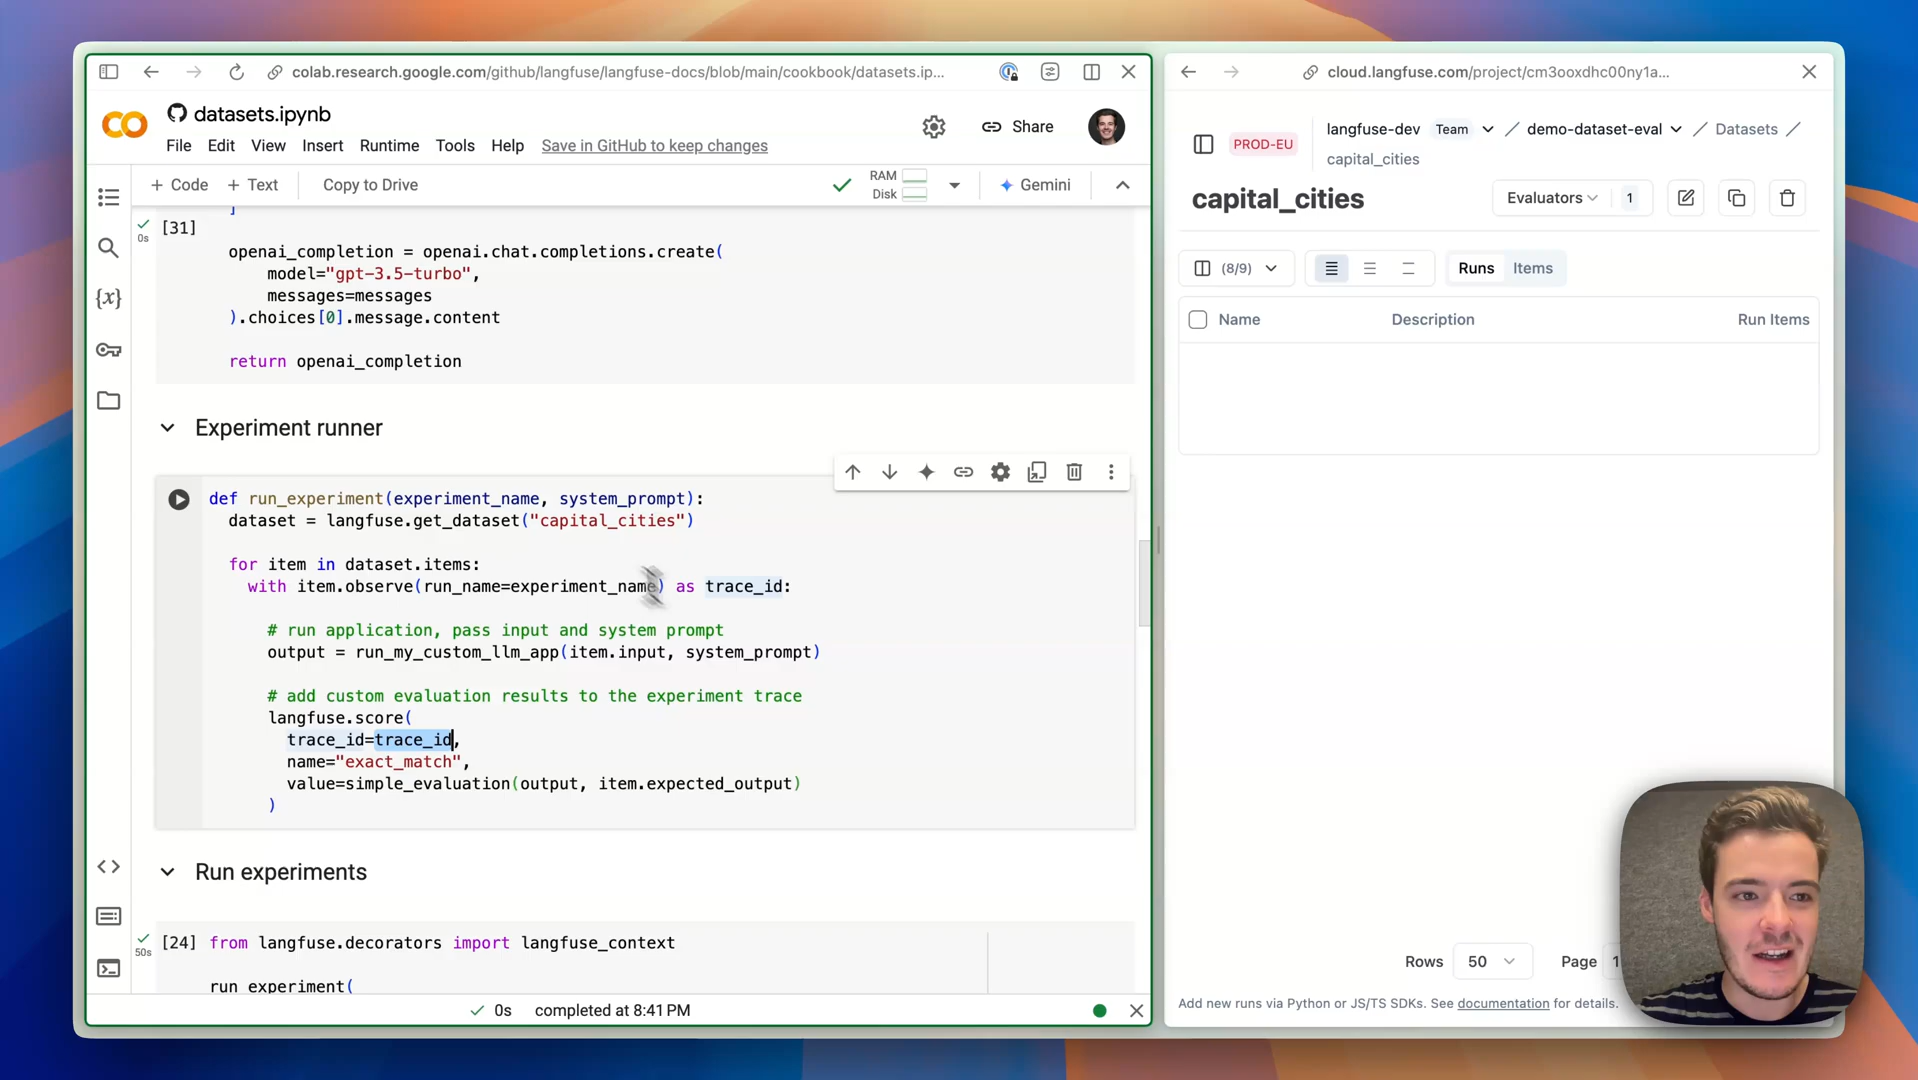 colab.research.google.com/github/langfuse/langfuse-docs/blob/main/cookbook/datasets.ip...
CO
datasets.ipynb
Share
File Edit View Insert Runtime Tools Help Save in GitHub to keep changes
+ Code + Text Copy to Drive
RAM
Disk
Gemini
]
[31]
0s
openai_completion = openai.chat.completions.create(
model="gpt-3.5-turbo",
messages=messages
).choices[0].message.content
return openai_completion
Experiment runner
def run_experiment(experiment_name, system_prompt):
dataset = langfuse.get_dataset("capital_cities")
for item in dataset.items:
with item.observe(run_name=experiment_name) as trace_id:
# run application, pass input and system prompt
output = run_my_custom_llm_app(item.input, system_prompt)
# add custom evaluation results to the experiment trace
langfuse.score(
trace_id=trace_id,
name="exact_match",
value=simple_evaluation(output, item.expected_output)
)
Run experiments
[24] from langfuse.decorators import langfuse_context
50s
run_experiment(
0s completed at 8:41 PM
cloud.langfuse.com/project/cm3ooxdhc00ny1a...
PROD-EU
langfuse-dev Team / demo-dataset-eval / Datasets /
capital_cities
capital_cities
Evaluators 1
(8/9)
Runs Items
Name Description Run Items
Rows 50 Page 1
Add new runs via Python or JS/TS SDKs. See documentation for details.
{x}
<>